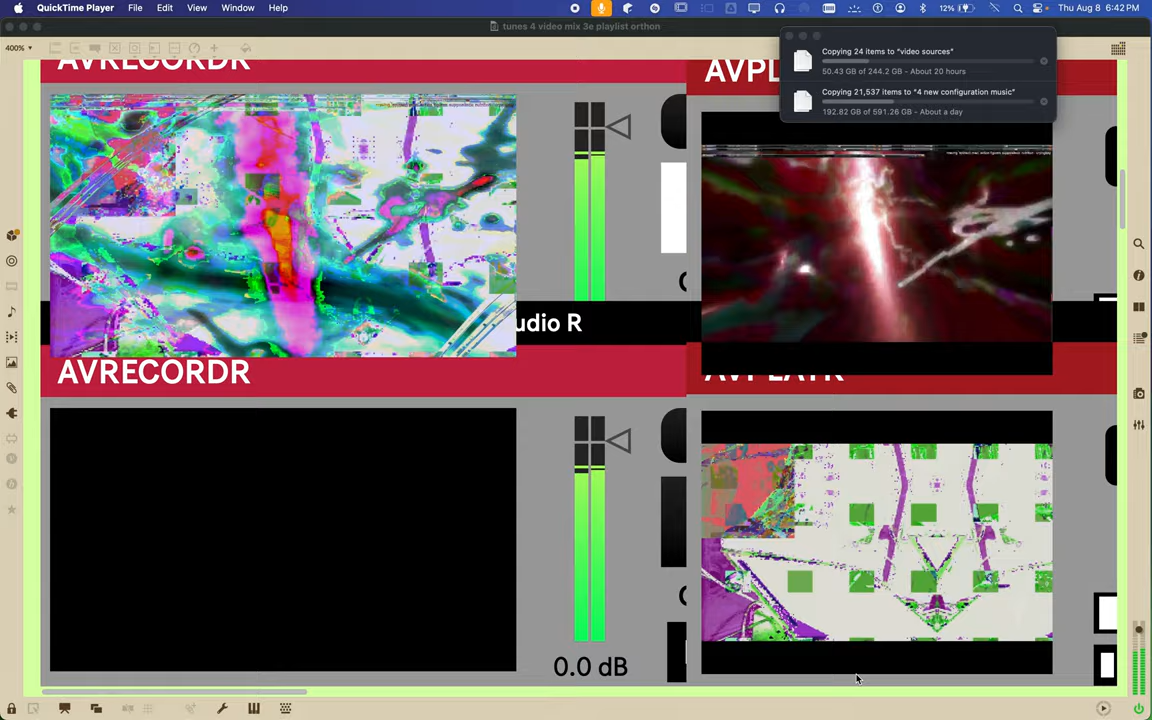 QuickTime Player File Edit View Window Help
12% Thu Aug 8 6:42 PM
tunes 4 video mix 3e playlist orthon
400%
Copying 24 items to "video sources"
50.43 GB of 244.2 GB - About 20 hours
Copying 21,537 items to "4 new configuration music"
192.82 GB of 591.26 GB - About a day
AVRECORDR
AVPL
udio R
AVRECORDR
AVPLAYR
0.0 dB